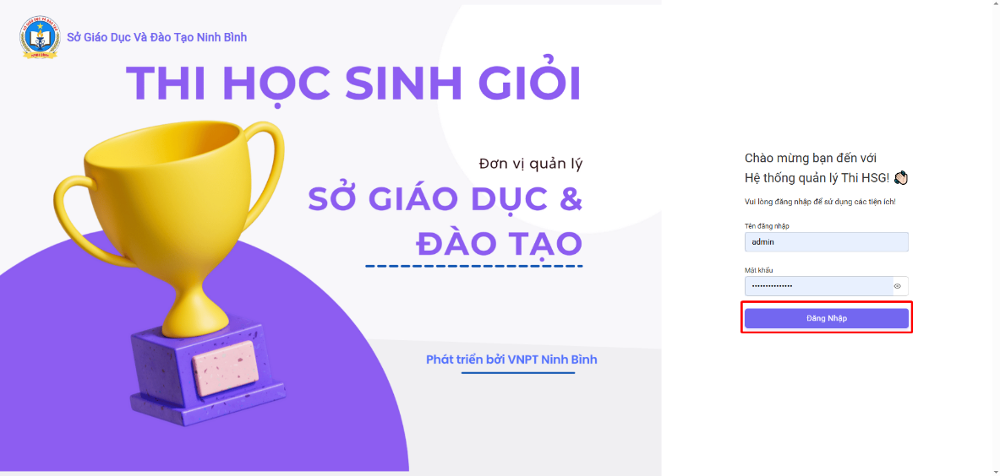 Sở Giáo Dục Và Đào Tạo Ninh Bình
THI HỌC SINH GIỎI
Đơn vị quản lý
SỞ GIÁO DỤC &
ĐÀO TẠO
Phát triển bởi VNPT Ninh Bình
Chào mừng bạn đến với
Hệ thống quản lý Thi HSG!
Vui lòng đăng nhập để sử dụng các tiện ích!
Tên đăng nhập
admin
Mật khẩu
Đăng Nhập